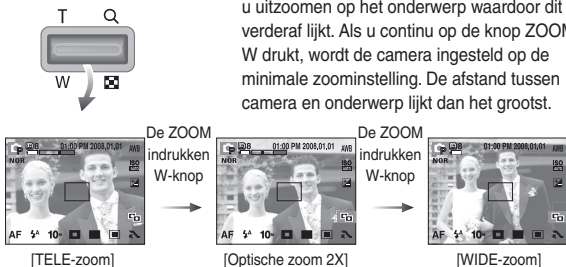 u uitzoomen op het onderwerp waardoor dit
verderaf lijkt. Als u continu op de knop ZOOM
W drukt, wordt de camera ingesteld op de
minimale zoominstelling. De afstand tussen
camera en onderwerp lijkt dan het grootst.
T
W
De ZOOM
indrukken
W-knop
De ZOOM
indrukken
W-knop
01:00 PM 2008,01,01
AWB
NOR
ISO
AF
10M
01:00 PM 2008,01,01
AWB
NOR
ISO
AF
10M
01:00 PM 2008,01,01
AWB
NOR
ISO
AF
10M
[TELE-zoom]
[Optische zoom 2X]
[WIDE-zoom]